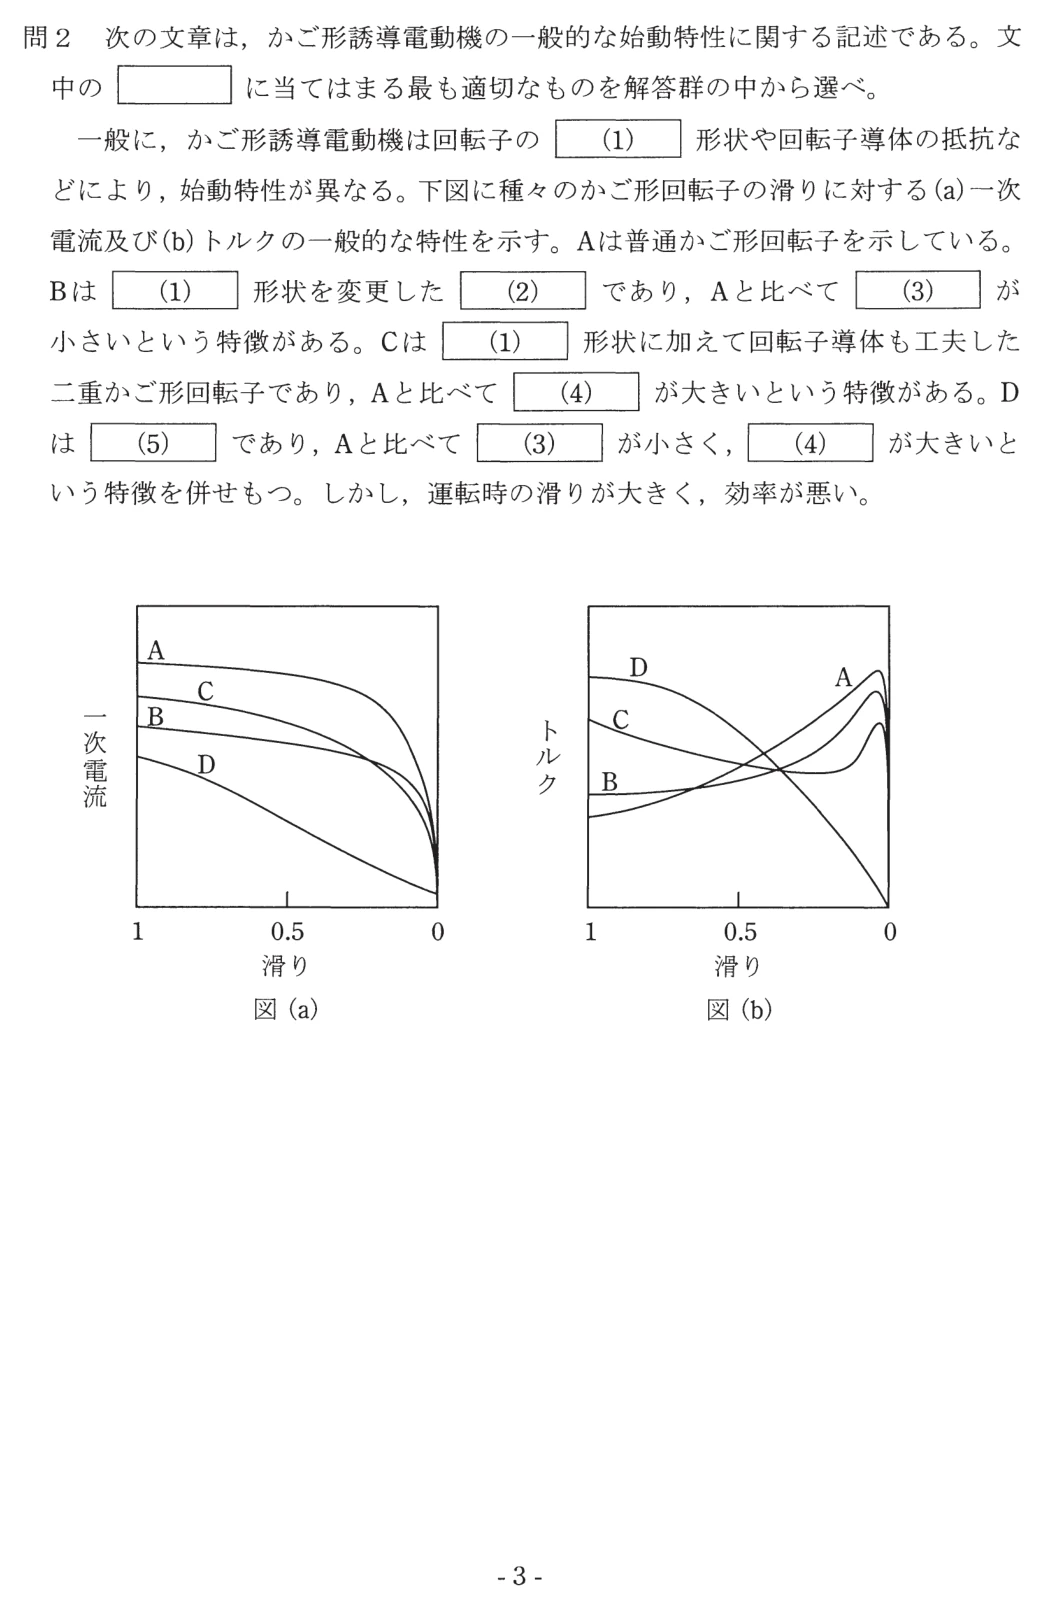 問２　次の文章は，かご形誘導電動機の一般的な始動特性に関する記述である。文
中の　　　　に当てはまる最も適切なものを解答群の中から選べ。
一般に，かご形誘導電動機は回転子の (1) 形状や回転子導体の抵抗な
どにより，始動特性が異なる。下図に種々のかご形回転子の滑りに対する(a)一次
電流及び(b)トルクの一般的な特性を示す。Aは普通かご形回転子を示している。
Bは (1) 形状を変更した (2) であり，Aと比べて (3) が
小さいという特徴がある。Cは (1) 形状に加えて回転子導体も工夫した
二重かご形回転子であり，Aと比べて (4) が大きいという特徴がある。D
は (5) であり，Aと比べて (3) が小さく， (4) が大きいと
いう特徴を併せもつ。しかし，運転時の滑りが大きく，効率が悪い。
A
C
B
D
一次電流
1
0.5
0
滑り
図 (a)
D
A
C
B
トルク
1
0.5
0
滑り
図 (b)
- 3 -